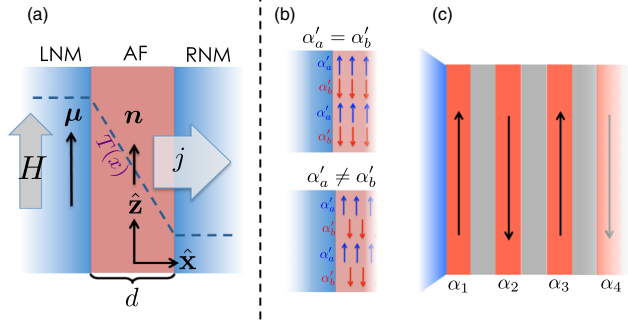 (a)
LNM AF RNM
μ n
T(x)
H j
ẑ
x̂
d
(b)
α′a = α′b
α′a
α′b
α′a
α′b
α′a ≠ α′b
α′a
α′b
α′a
α′b
(c)
α1 α2 α3 α4